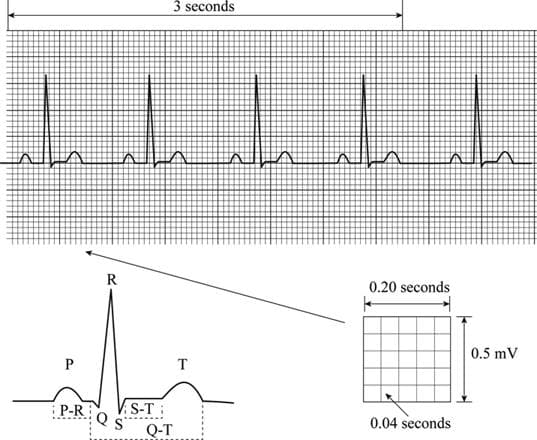 3 seconds
R
P
T
P-R
Q
S
S-T
Q-T
0.20 seconds
0.5 mV
0.04 seconds